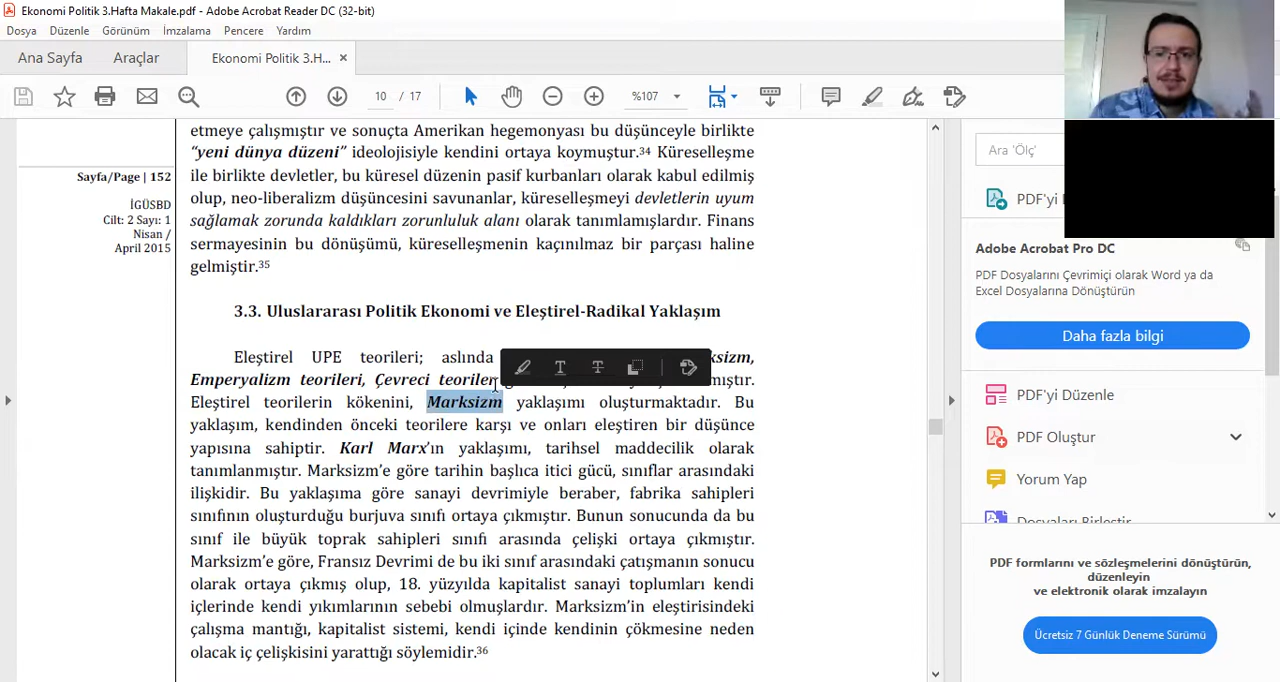 Ekonomi Politik 3.Hafta Makale.pdf - Adobe Acrobat Reader DC (32-bit)
Dosya Düzenle Görünüm İmzalama Pencere Yardım
Ana Sayfa Araçlar Ekonomi Politik 3.H... ×
10 / 17 %107
etmeye çalışmıştır ve sonuçta Amerikan hegemonyası bu düşünceyle birlikte
“yeni dünya düzeni” ideolojisiyle kendini ortaya koymuştur.34 Küreselleşme
ile birlikte devletler, bu küresel düzenin pasif kurbanları olarak kabul edilmiş
olup, neo-liberalizm düşüncesini savunanlar, küreselleşmeyi devletlerin uyum
sağlamak zorunda kaldıkları zorunluluk alanı olarak tanımlamışlardır. Finans
sermayesinin bu dönüşümü, küreselleşmenin kaçınılmaz bir parçası haline
gelmiştir.35
Sayfa/Page | 152
İGÜSBD
Cilt: 2 Sayı: 1
Nisan /
April 2015
3.3. Uluslararası Politik Ekonomi ve Eleştirel-Radikal Yaklaşım
Eleştirel UPE teorileri; aslında
Emperyalizm teorileri, Çevreci teoriler
Eleştirel teorilerin kökenini, Marksizm yaklaşımı oluşturmaktadır. Bu
yaklaşım, kendinden önceki teorilere karşı ve onları eleştiren bir düşünce
yapısına sahiptir. Karl Marx’ın yaklaşımı, tarihsel maddecilik olarak
tanımlanmıştır. Marksizm’e göre tarihin başlıca itici gücü, sınıflar arasındaki
ilişkidir. Bu yaklaşıma göre sanayi devrimiyle beraber, fabrika sahipleri
sınıfının oluşturduğu burjuva sınıfı ortaya çıkmıştır. Bunun sonucunda da bu
sınıf ile büyük toprak sahipleri sınıfı arasında çelişki ortaya çıkmıştır.
Marksizm’e göre, Fransız Devrimi de bu iki sınıf arasındaki çatışmanın sonucu
olarak ortaya çıkmış olup, 18. yüzyılda kapitalist sanayi toplumları kendi
içlerinde kendi yıkımlarının sebebi olmuşlardır. Marksizm’in eleştirisindeki
çalışma mantığı, kapitalist sistemi, kendi içinde kendinin çökmesine neden
olacak iç çelişkisini yarattığı söylemidir.36
Ara 'Ölç'
PDF'yi
Adobe Acrobat Pro DC
PDF Dosyalarını Çevrimiçi olarak Word ya da
Excel Dosyalarına Dönüştürün
Daha fazla bilgi
PDF'yi Düzenle
PDF Oluştur
Yorum Yap
Dosyaları Birleştir
PDF formlarını ve sözleşmelerini dönüştürün,
düzenleyin
ve elektronik olarak imzalayın
Ücretsiz 7 Günlük Deneme Sürümü